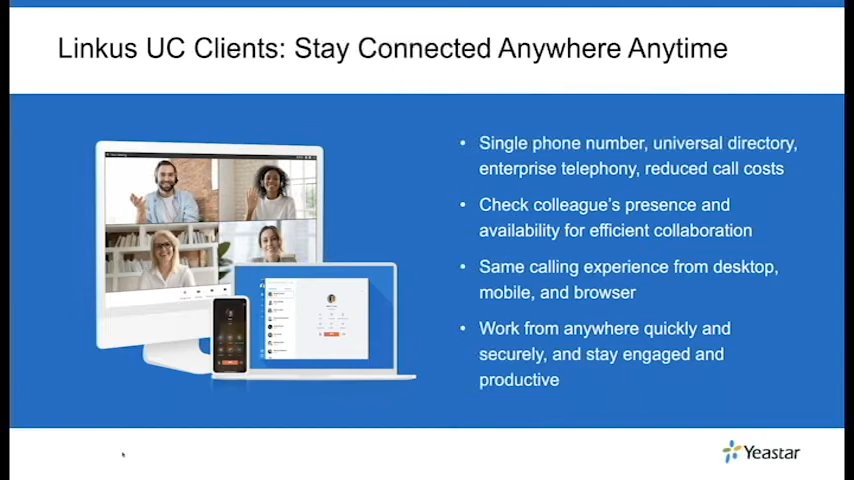 Linkus UC Clients: Stay Connected Anywhere Anytime
• Single phone number, universal directory,
enterprise telephony, reduced call costs
• Check colleague's presence and
availability for efficient collaboration
• Same calling experience from desktop,
mobile, and browser
• Work from anywhere quickly and
securely, and stay engaged and
productive
Yeastar